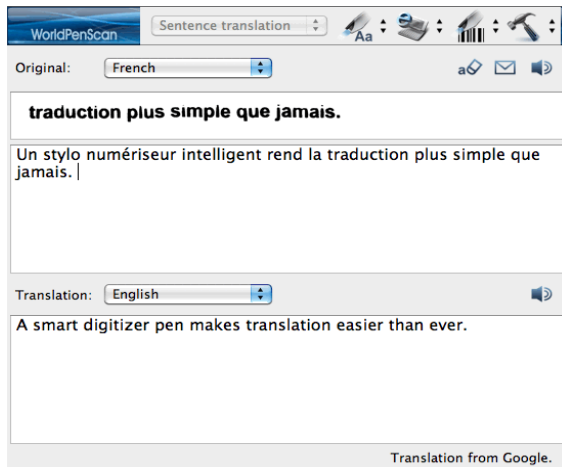 WorldPenScan Sentence translation Aa
Original: French a
traduction plus simple que jamais.
Un stylo numériseur intelligent rend la traduction plus simple que
jamais.
Translation: English
A smart digitizer pen makes translation easier than ever.
Translation from Google.